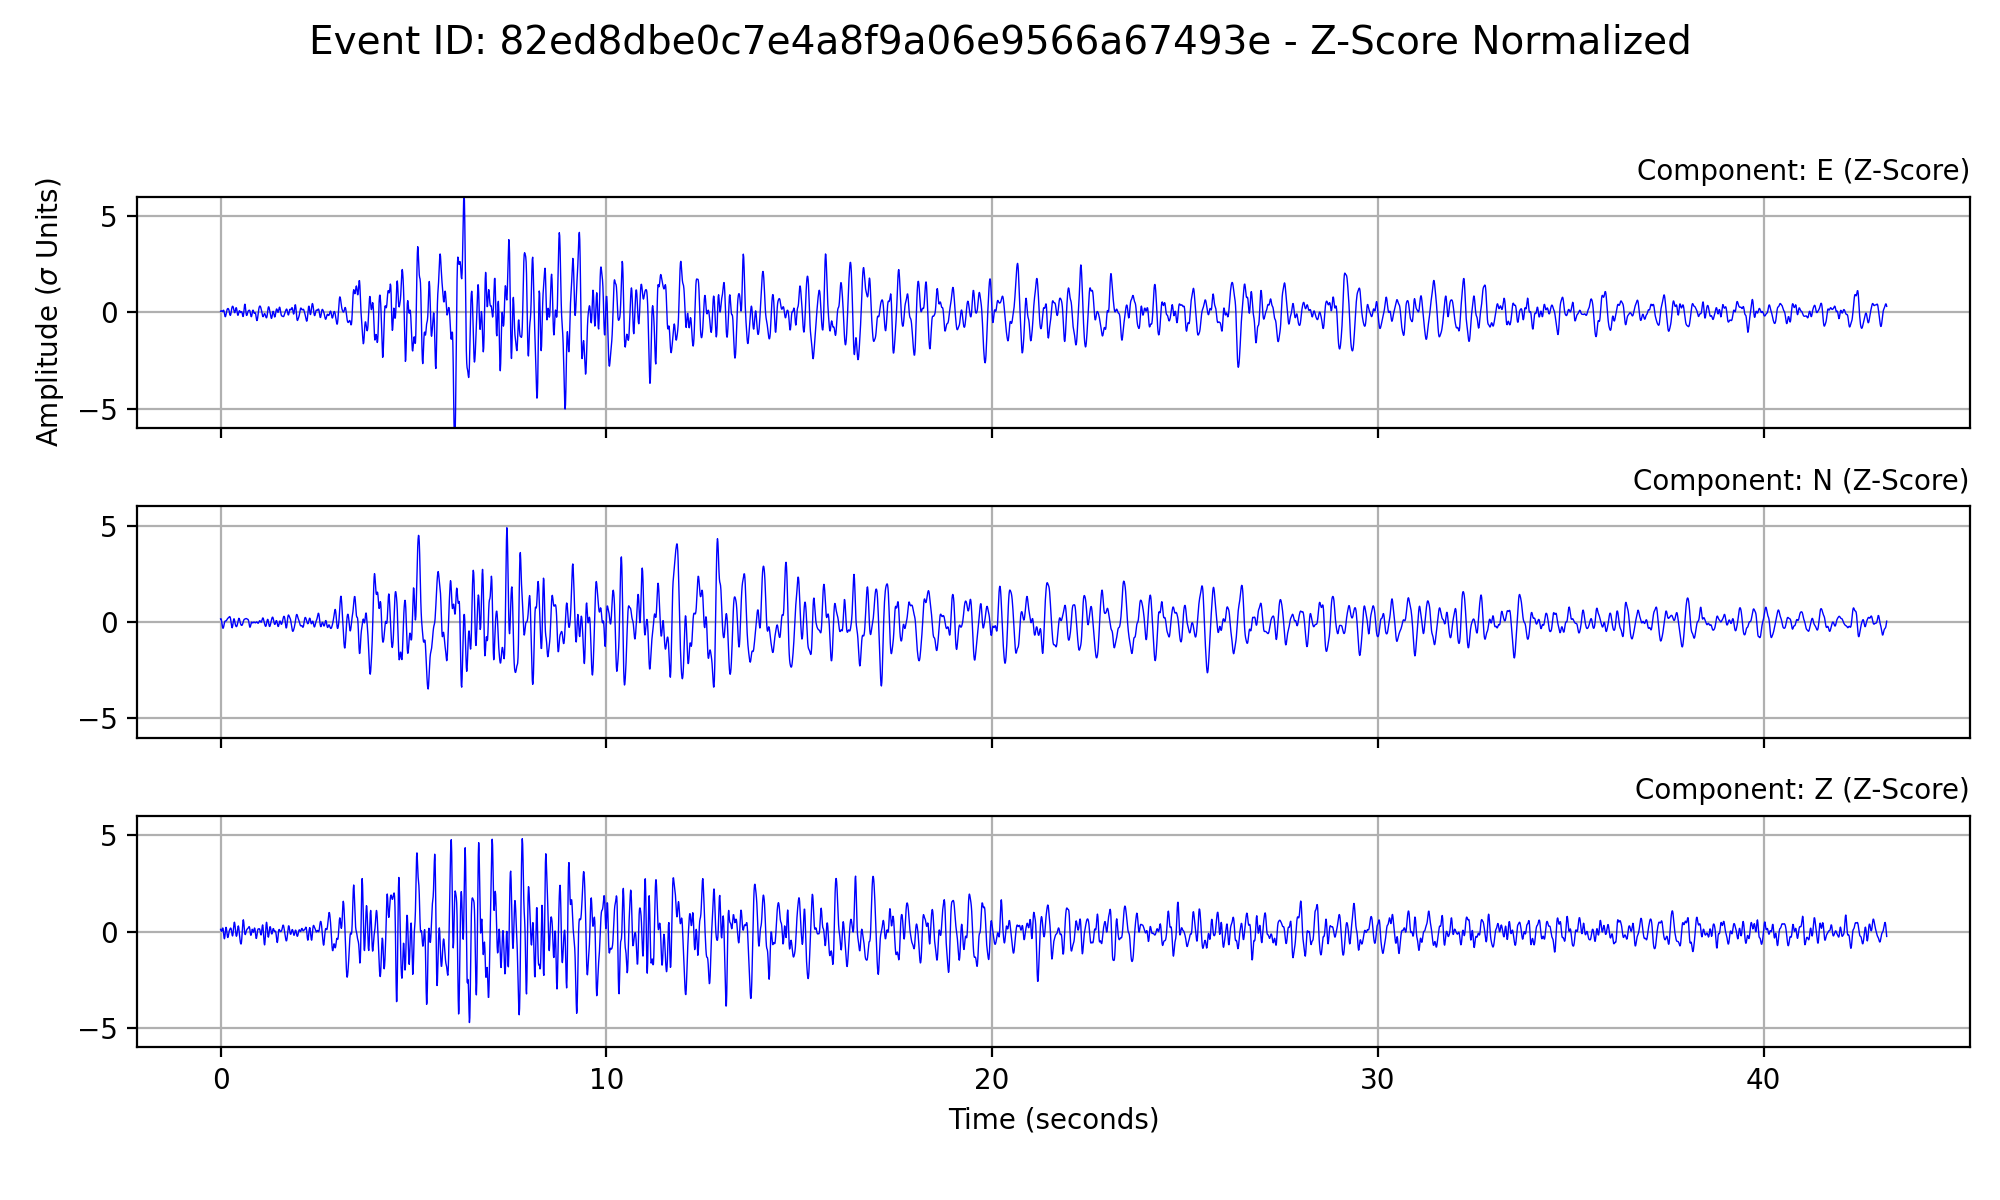 Event ID: 82ed8dbe0c7e4a8f9a06e9566a67493e - Z-Score Normalized
Component: E (Z-Score)
Amplitude (σ Units)
5
0
−5
Component: N (Z-Score)
5
0
−5
Component: Z (Z-Score)
5
0
−5
0 10 20 30 40
Time (seconds)